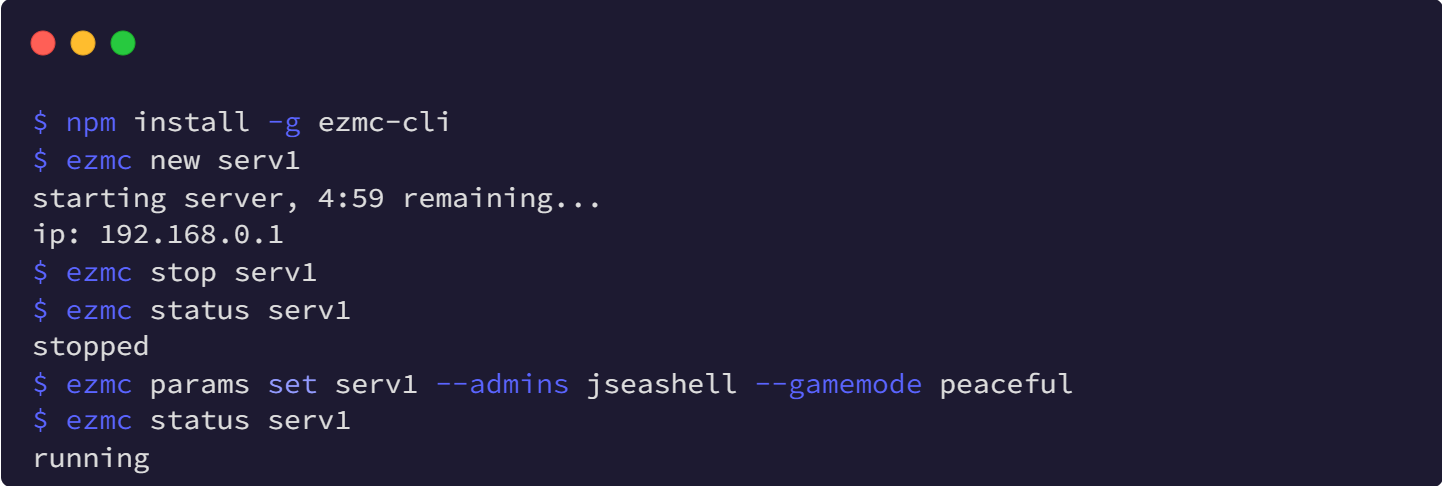 $ npm install -g ezmc-cli
$ ezmc new serv1
starting server, 4:59 remaining...
ip: 192.168.0.1
$ ezmc stop serv1
$ ezmc status serv1
stopped
$ ezmc params set serv1 --admins jseashell --gamemode peaceful
$ ezmc status serv1
running